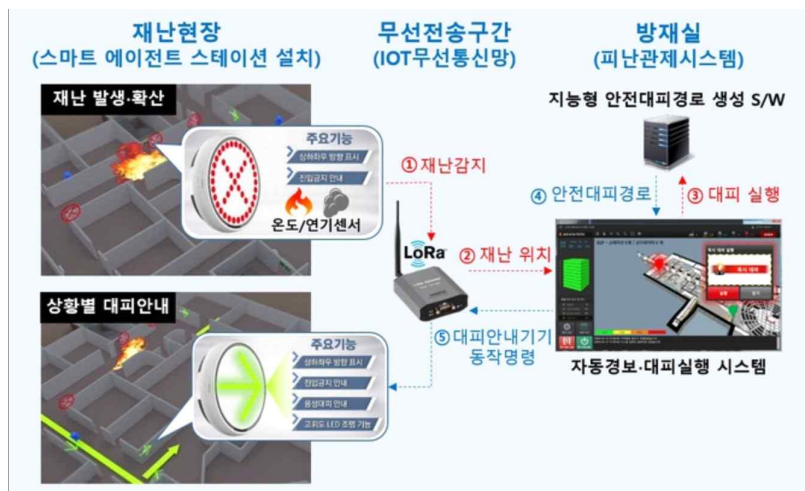 재난현장
(스마트 에이전트 스테이션 설치)
무선전송구간
(IOT무선통신망)
방재실
(피난관제시스템)
재난 발생·확산
주요기능
상하좌우 방향 표시
진입금지 안내
온도/연기센서
① 재난감지
LoRa
② 재난 위치
지능형 안전대피경로 생성 S/W
④ 안전대피경로
③ 대피 실행
⑤ 대피안내기기
동작명령
자동경보·대피실행 시스템
상황별 대피안내
주요기능
상하좌우 방향 표시
진입금지 안내
음성대피 안내
고휘도 LED 조명 기능